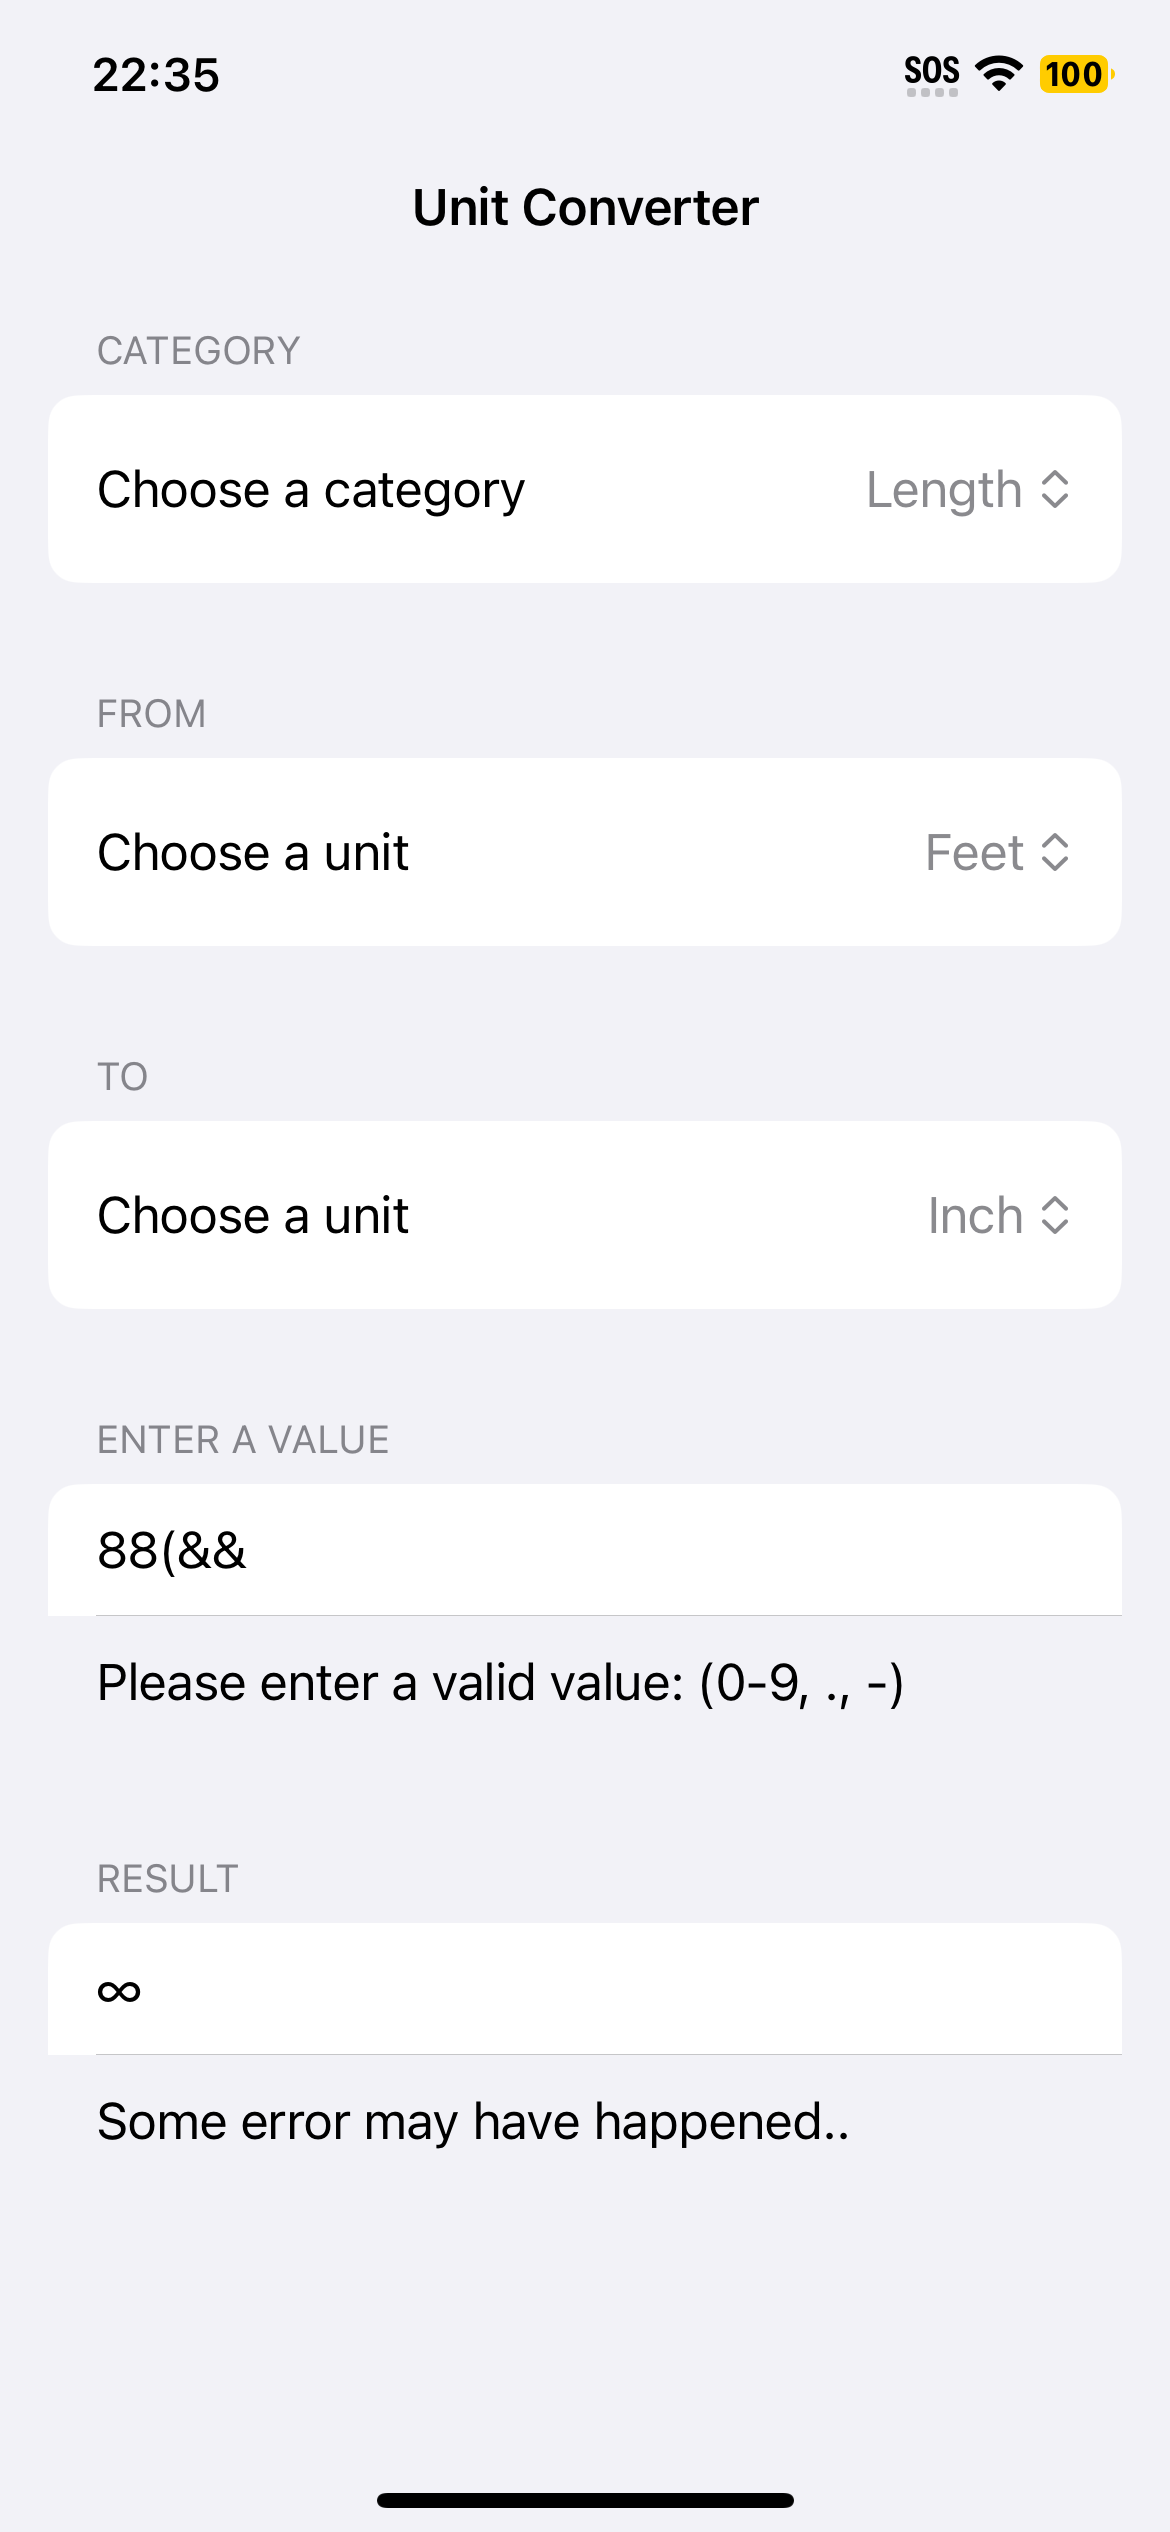 22:35
SOS
100
Unit Converter
CATEGORY
Choose a category
Length
FROM
Choose a unit
Feet
TO
Choose a unit
Inch
ENTER A VALUE
88(&&
Please enter a valid value: (0-9, ., -)
RESULT
∞
Some error may have happened..